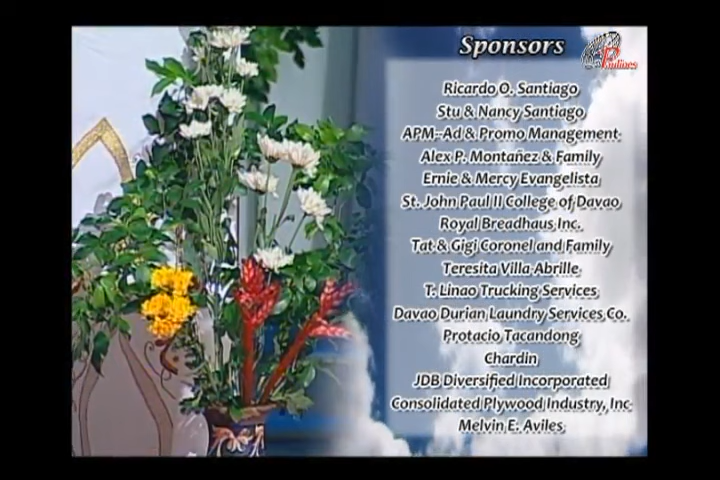 Sponsors
Paulines
Ricardo O. Santiago
Stu & Nancy Santiago
APM--Ad & Promo Management
Alex P. Montañez & Family
Ernie & Mercy Evangelista
St. John Paul II College of Davao
Royal Breadhaus Inc.
Tat & Gigi Coronel and Family
Teresita Villa Abrille
T. Linao Trucking Services
Davao Durian Laundry Services Co.
Protacio Tacandong
Chardin
JDB Diversified Incorporated
Consolidated Plywood Industry, Inc
Melvin E. Aviles